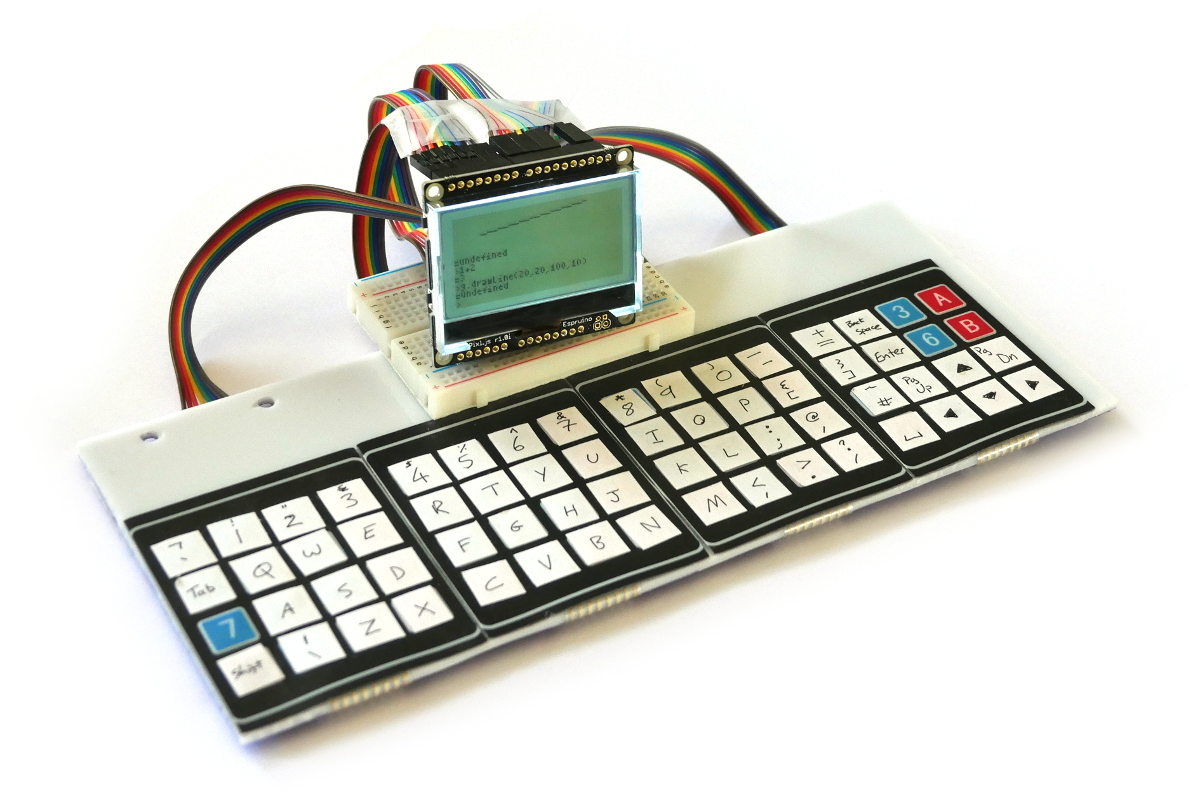 =undefined
>1+2
=3
>g.drawLine(20,20,100,10)
=undefined
>
Pixl.js r1.01
Espruino
! 1
" 2
3
Tab
Q
W
E
7
A
S
D
Shift
Z
X
$ 4
% 5
^ 6
& 7
R
T
Y
U
F
G
H
J
C
V
B
N
* 8
( 9
) 0
I
O
P
K
L
: ;
@ '
M
< ,
> .
? /
+ =
Back space
3
A
Enter
6
B
~ #
Pg Up
Pg Dn